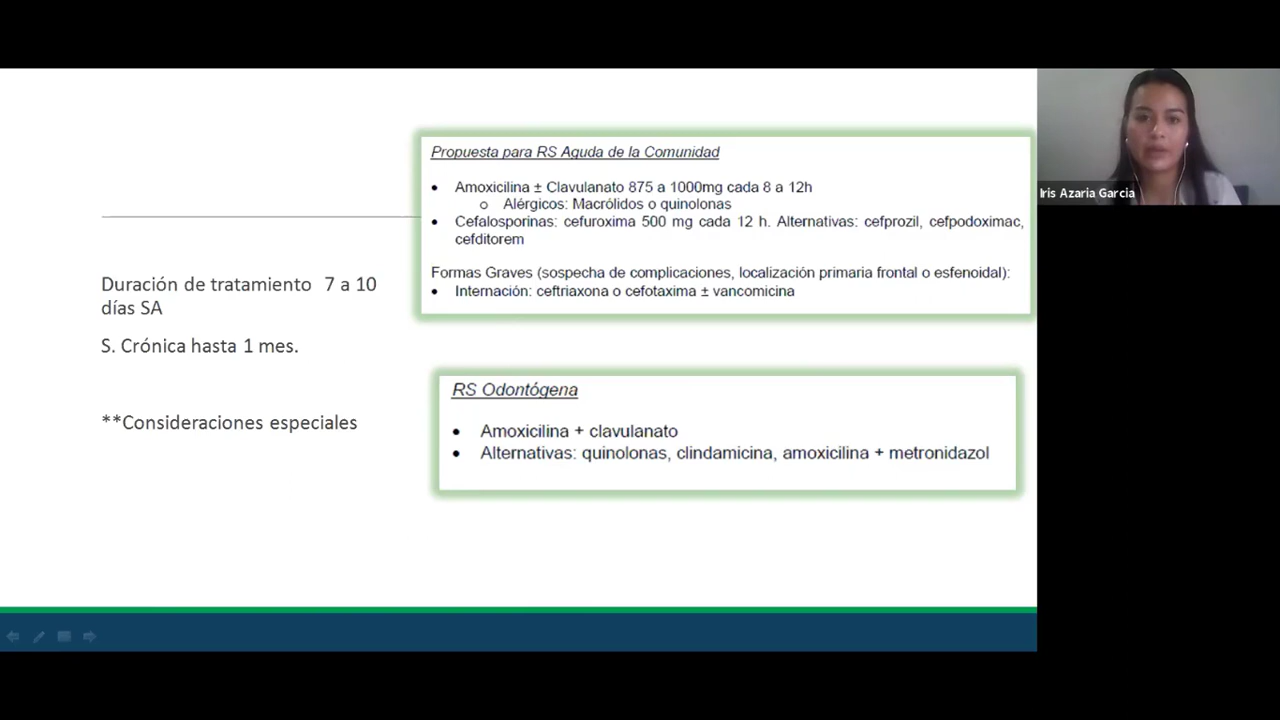 Duración de tratamiento 7 a 10
días SA
S. Crónica hasta 1 mes.
**Consideraciones especiales
Propuesta para RS Aguda de la Comunidad
• Amoxicilina ± Clavulanato 875 a 1000mg cada 8 a 12h
o Alérgicos: Macrólidos o quinolonas
• Cefalosporinas: cefuroxima 500 mg cada 12 h. Alternativas: cefprozil, cefpodoximac,
cefditorem
Formas Graves (sospecha de complicaciones, localización primaria frontal o esfenoidal):
• Internación: ceftriaxona o cefotaxima ± vancomicina
RS Odontógena
• Amoxicilina + clavulanato
• Alternativas: quinolonas, clindamicina, amoxicilina + metronidazol
Iris Azaria Garcia